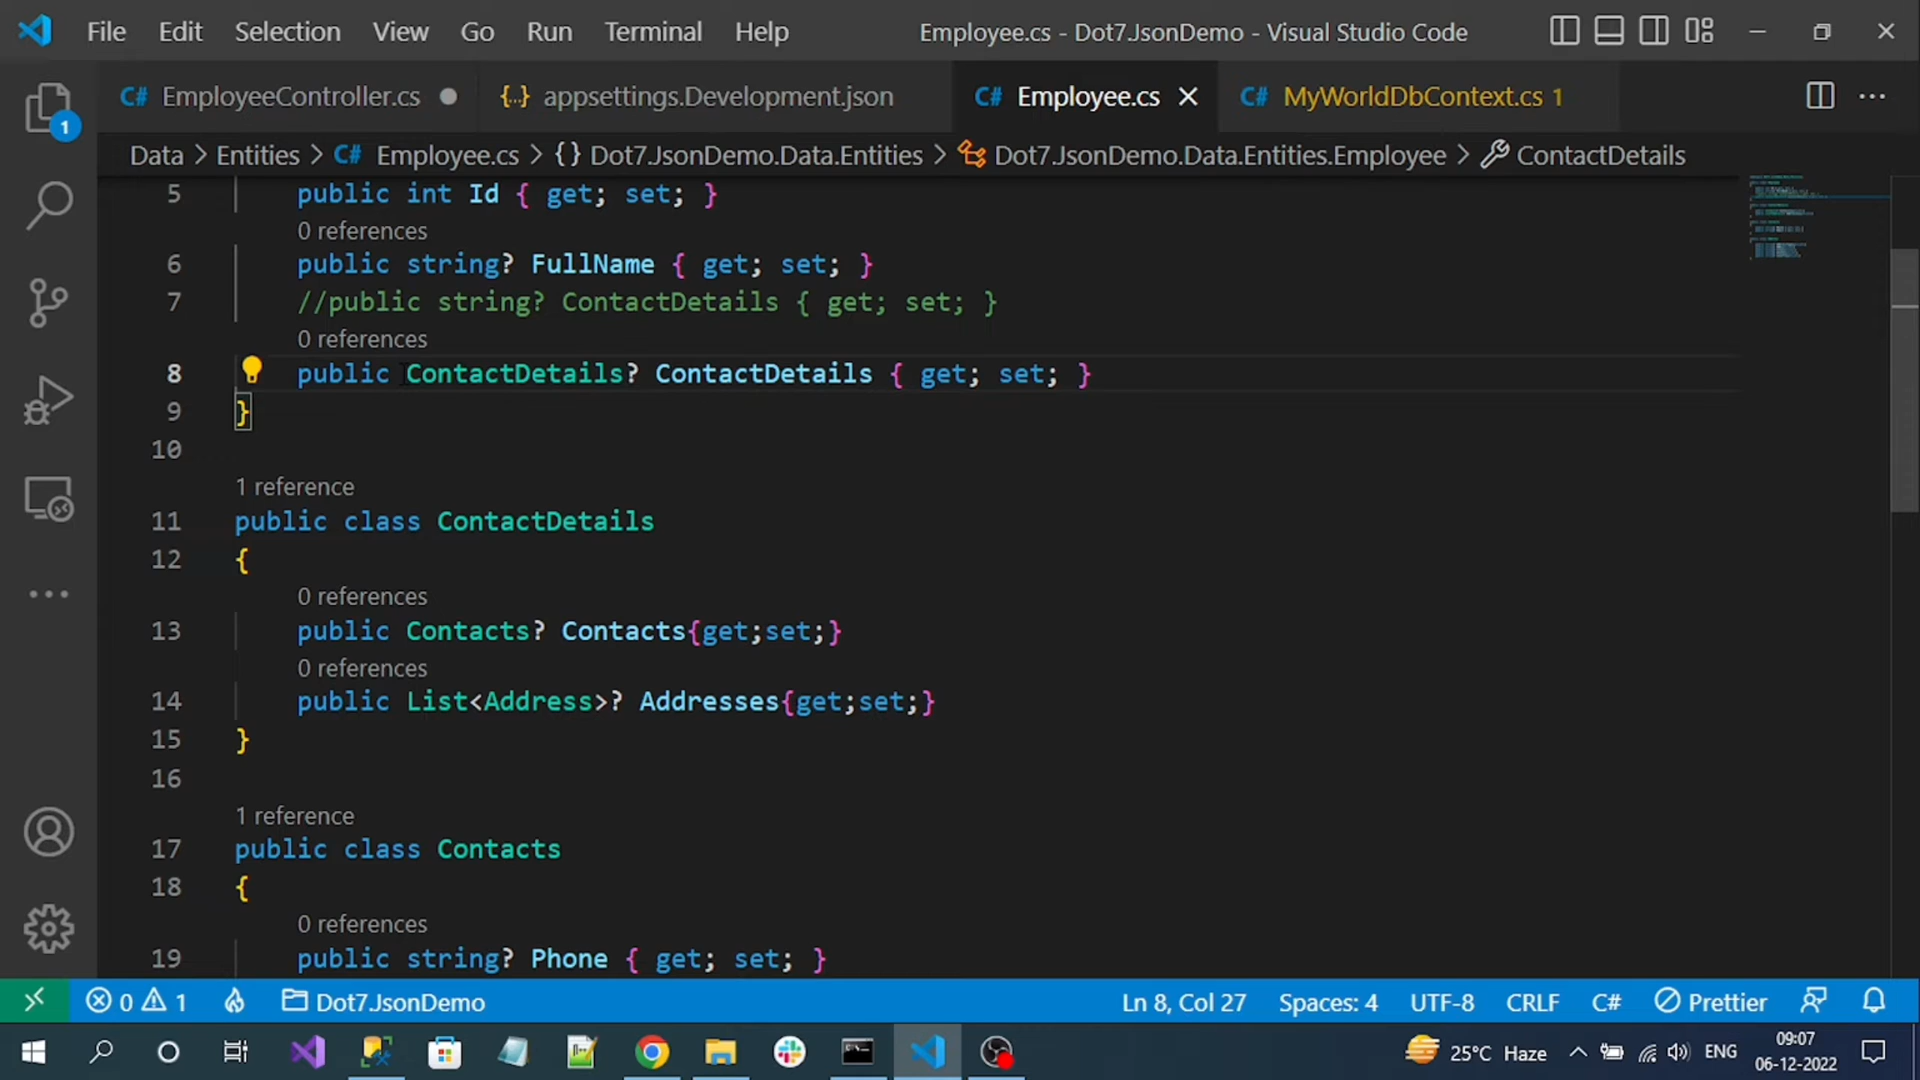 File Edit Selection View Go Run Terminal Help Employee.cs - Dot7.JsonDemo - Visual Studio Code
C# EmployeeController.cs {..} appsettings.Development.json C# Employee.cs C# MyWorldDbContext.cs 1
Data > Entities > C# Employee.cs > {} Dot7.JsonDemo.Data.Entities > Dot7.JsonDemo.Data.Entities.Employee > ContactDetails
5 public int Id { get; set; }
0 references
6 public string? FullName { get; set; }
7 //public string? ContactDetails { get; set; }
0 references
8 public ContactDetails? ContactDetails { get; set; }
9 }
10
1 reference
11 public class ContactDetails
12 {
0 references
13 public Contacts? Contacts{get;set;}
0 references
14 public List<Address>? Addresses{get;set;}
15 }
16
1 reference
17 public class Contacts
18 {
0 references
19 public string? Phone { get; set; }
1
0 1 Dot7.JsonDemo Ln 8, Col 27 Spaces: 4 UTF-8 CRLF C# Prettier
25°C Haze ENG 09:07
06-12-2022